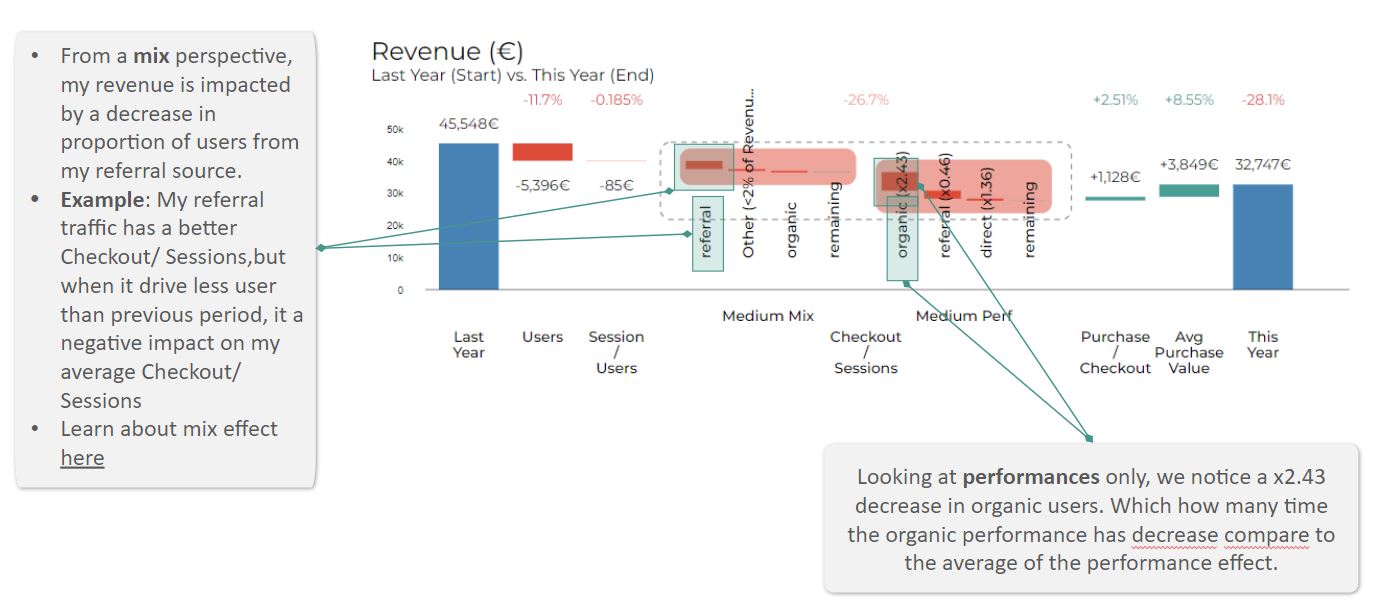 • From a mix perspective,
my revenue is impacted
by a decrease in
proportion of users from
my referral source.
• Example: My referral
traffic has a better
Checkout/ Sessions,but
when it drive less user
than previous period, it a
negative impact on my
average Checkout/
Sessions
• Learn about mix effect
here
Revenue (€)
Last Year (Start) vs. This Year (End)
-11.7% -0.185% -26.7% +2.51% +8.55% -28.1%
50k
40k
30k
20k
10k
0
45,548€
-5,396€
-85€
referral
Other (<2% of Revenu...
organic
remaining
organic (x2.43)
referral (x0.46)
direct (x1.36)
remaining
+1,128€
+3,849€
32,747€
Medium Mix
Medium Perf
Last
Year
Users
Session
/
Users
Checkout
/
Sessions
Purchase
/
Checkout
Avg
Purchase
Value
This
Year
Looking at performances only, we notice a x2.43
decrease in organic users. Which how many time
the organic performance has decrease compare to
the average of the performance effect.